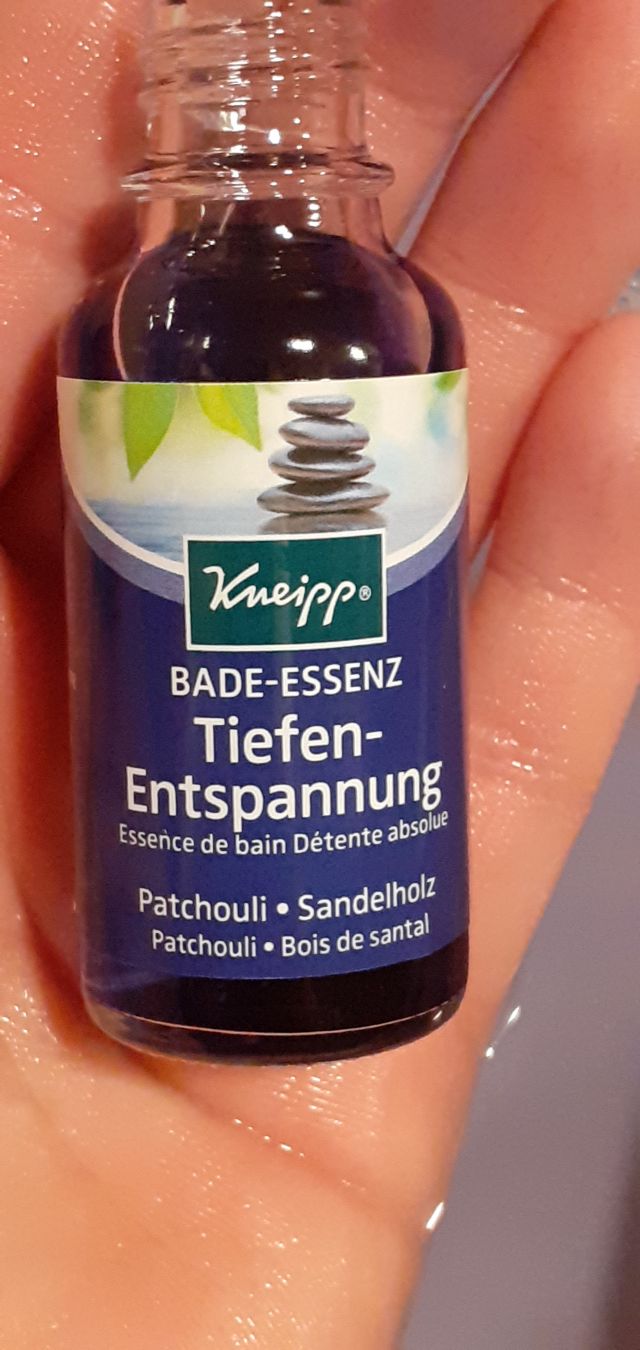 Kneipp®
BADE-ESSENZ
Tiefen-
Entspannung
Essence de bain Détente absolue
Patchouli • Sandelholz
Patchouli • Bois de santal